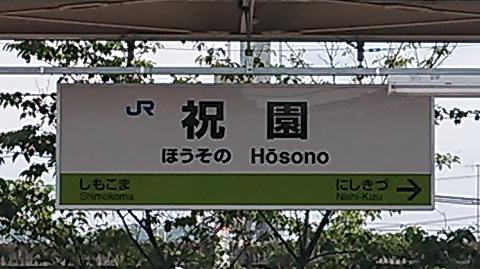 JR 祝園
ほうその Hōsono
しもこま にしきづ
Shimokoma Nishi-Kizu